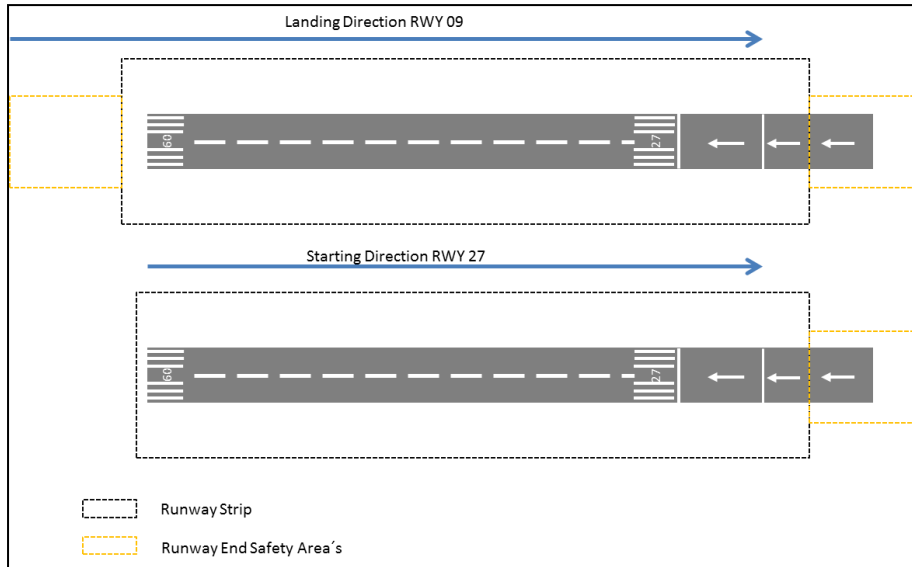 Landing Direction RWY 09
09
27
Starting Direction RWY 27
09
27
Runway Strip
Runway End Safety Area´s